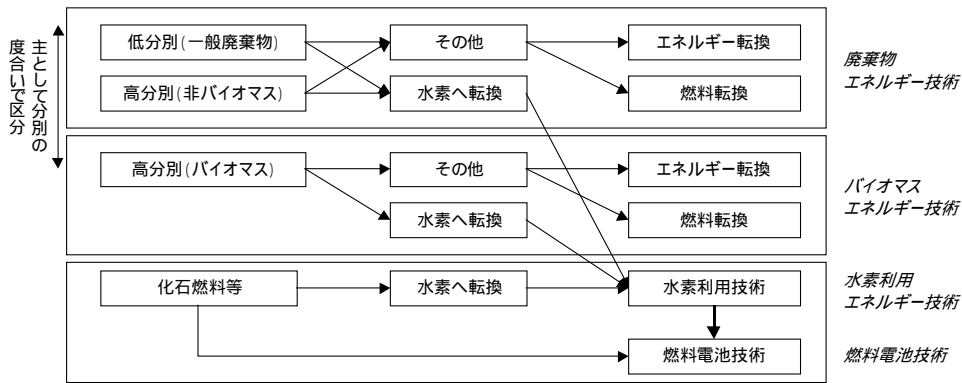 主として分別の
度合いで区分
低分別(一般廃棄物)
その他
エネルギー転換
高分別(非バイオマス)
水素へ転換
燃料転換
廃棄物
エネルギー技術
高分別(バイオマス)
その他
エネルギー転換
水素へ転換
燃料転換
バイオマス
エネルギー技術
化石燃料等
水素へ転換
水素利用技術
水素利用
エネルギー技術
燃料電池技術
燃料電池技術